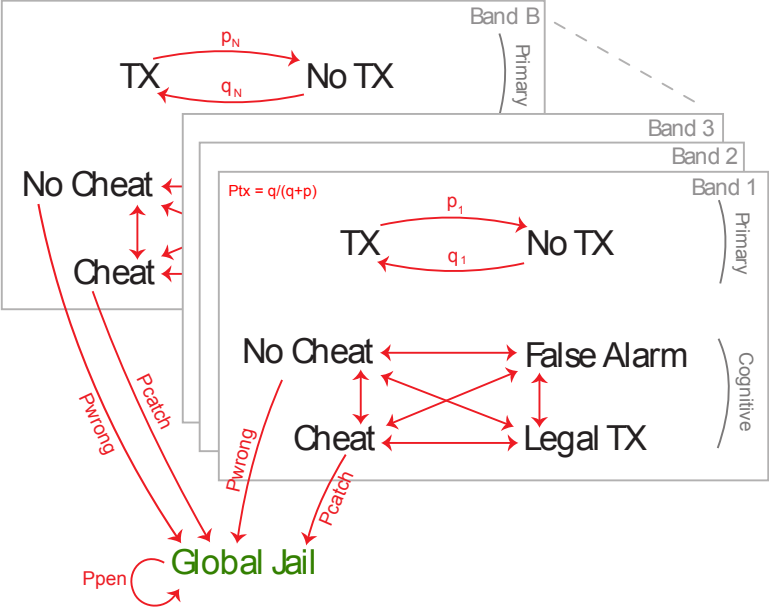 Band B
pN
TX
No TX
qN
Primary
Band 3
Band 2
Band 1
No Cheat
Cheat
Ptx = q/(q+p)
p1
TX
No TX
q1
Primary
No Cheat
False Alarm
Cheat
Legal TX
Cognitive
Pwrong
Pcatch
Pwrong
Pcatch
Global Jail
Ppen